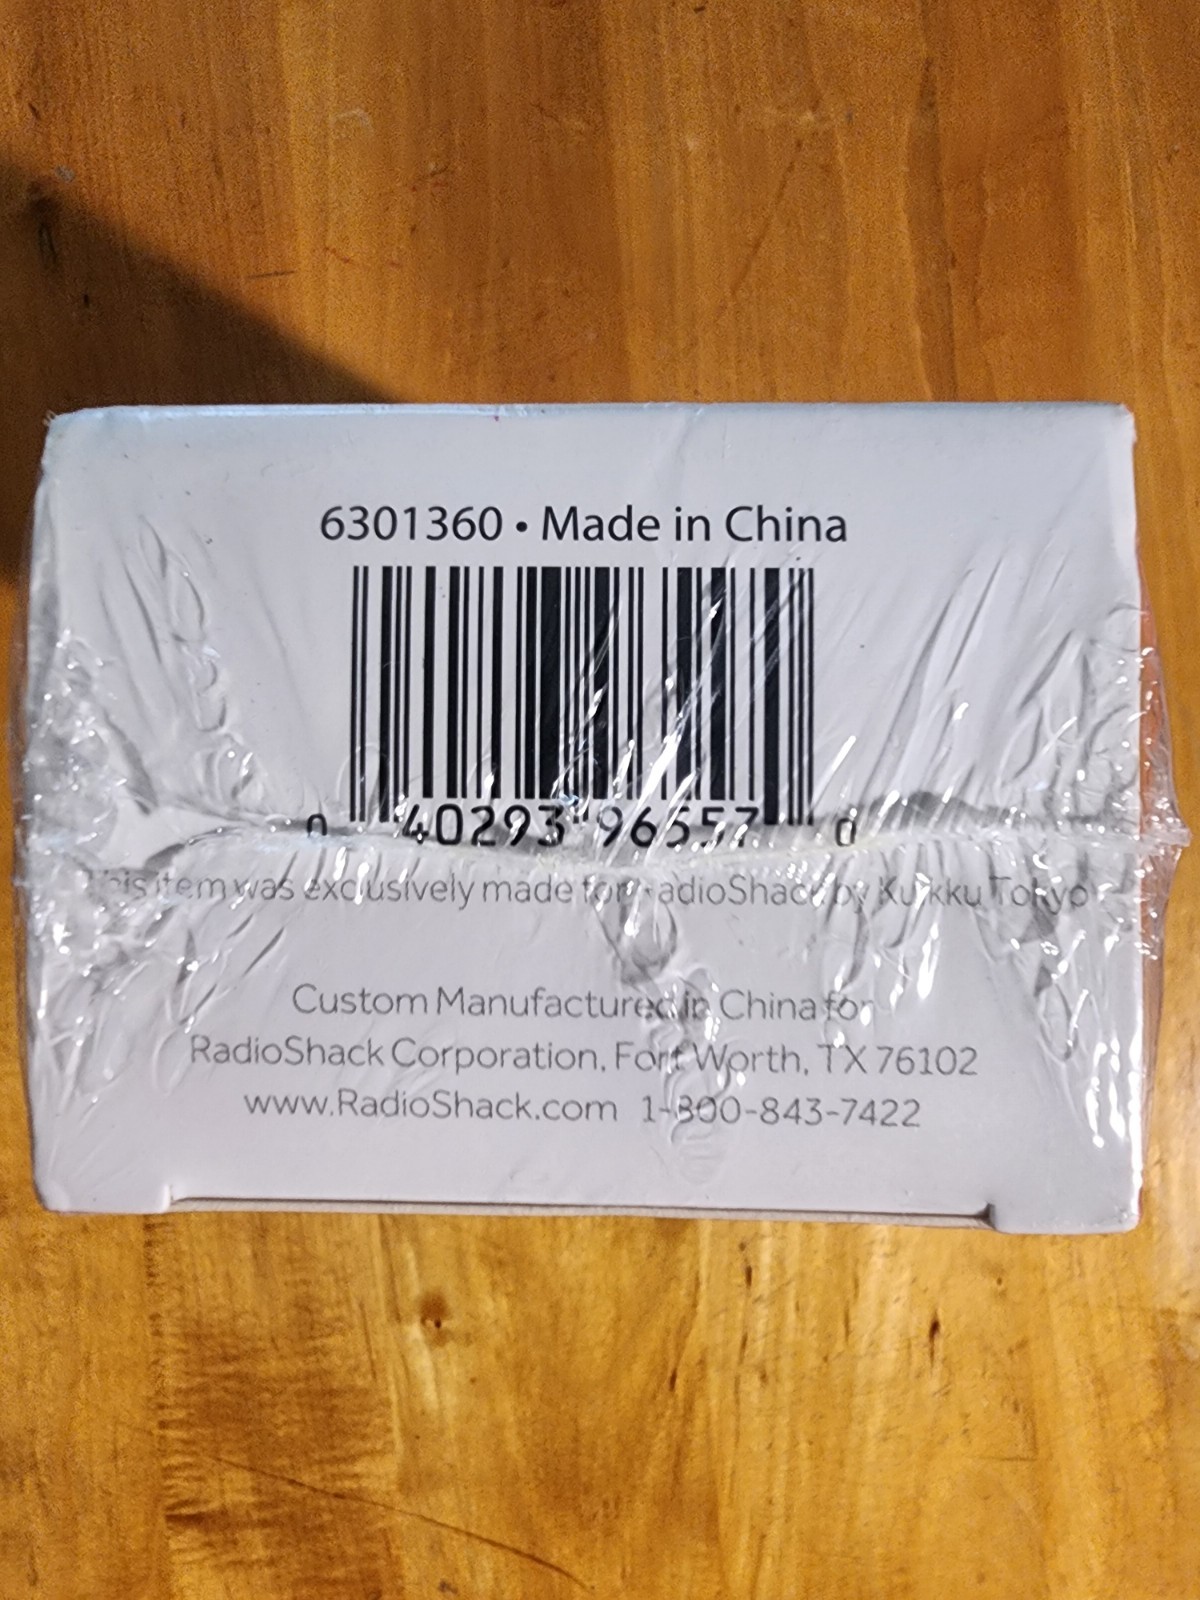 6301360 • Made in China
0 40293 96557 0
This item was exclusively made for RadioShack by Tokyo
Custom Manufactured in China for
RadioShack Corporation, Fort Worth, TX 76102
www.RadioShack.com 1-800-843-7422